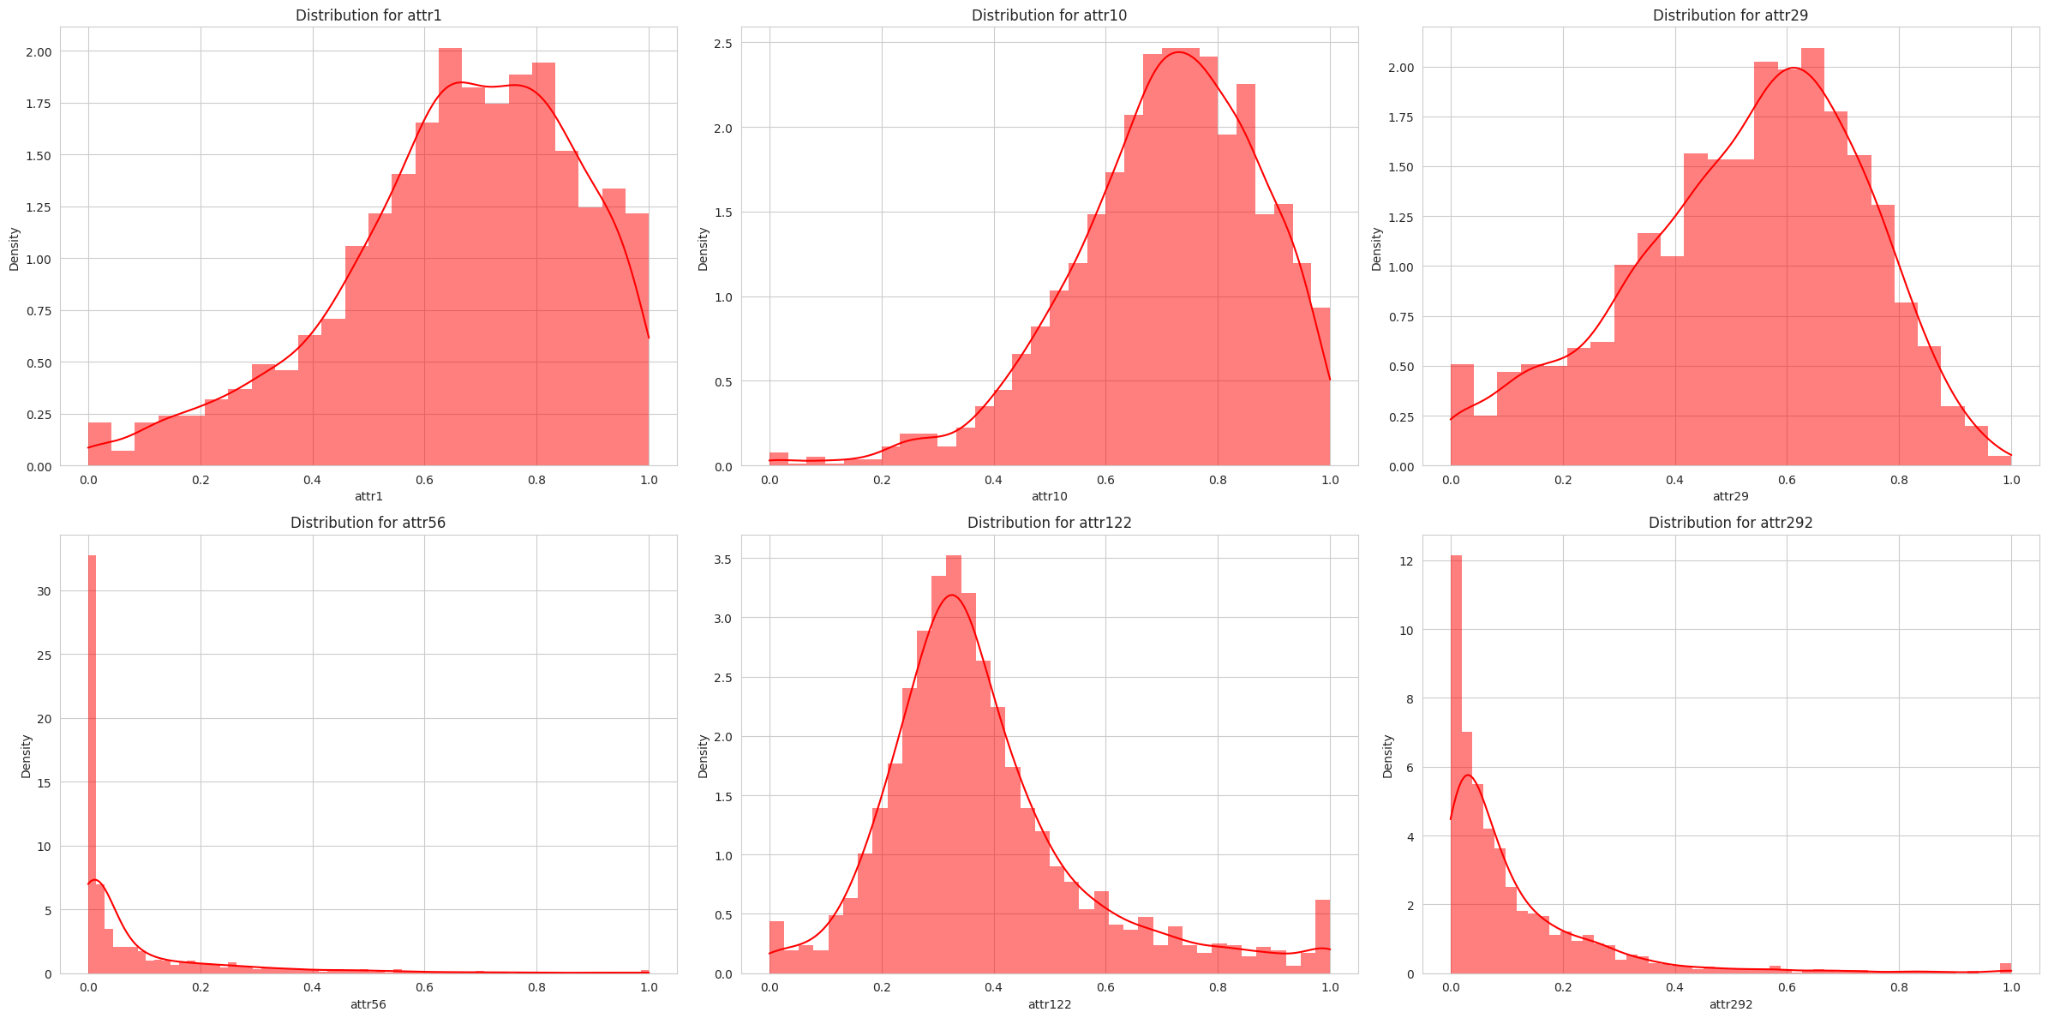 Distribution for attr1
2.00
1.75
1.50
1.25
1.00
0.75
0.50
0.25
0.00
Density
0.0 0.2 0.4 0.6 0.8 1.0
attr1
Distribution for attr10
2.5
2.0
1.5
1.0
0.5
0.0
Density
0.0 0.2 0.4 0.6 0.8 1.0
attr10
Distribution for attr29
2.00
1.75
1.50
1.25
1.00
0.75
0.50
0.25
0.00
Density
0.0 0.2 0.4 0.6 0.8 1.0
attr29
Distribution for attr56
30
25
20
15
10
5
0
Density
0.0 0.2 0.4 0.6 0.8 1.0
attr56
Distribution for attr122
3.5
3.0
2.5
2.0
1.5
1.0
0.5
0.0
Density
0.0 0.2 0.4 0.6 0.8 1.0
attr122
Distribution for attr292
12
10
8
6
4
2
0
Density
0.0 0.2 0.4 0.6 0.8 1.0
attr292